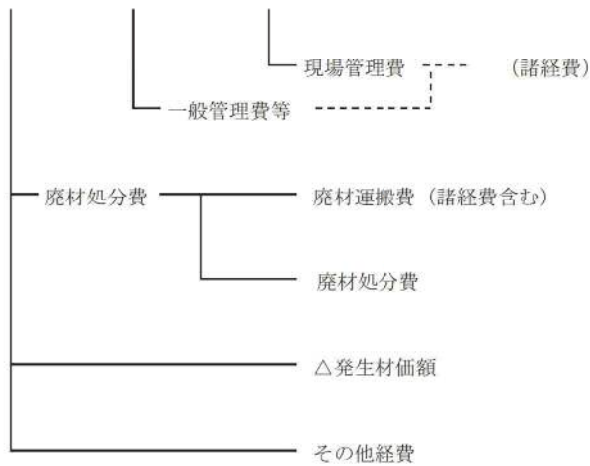 現場管理費 （諸経費）
一般管理費等
廃材処分費 廃材運搬費（諸経費含む）
廃材処分費
△発生材価額
その他経費